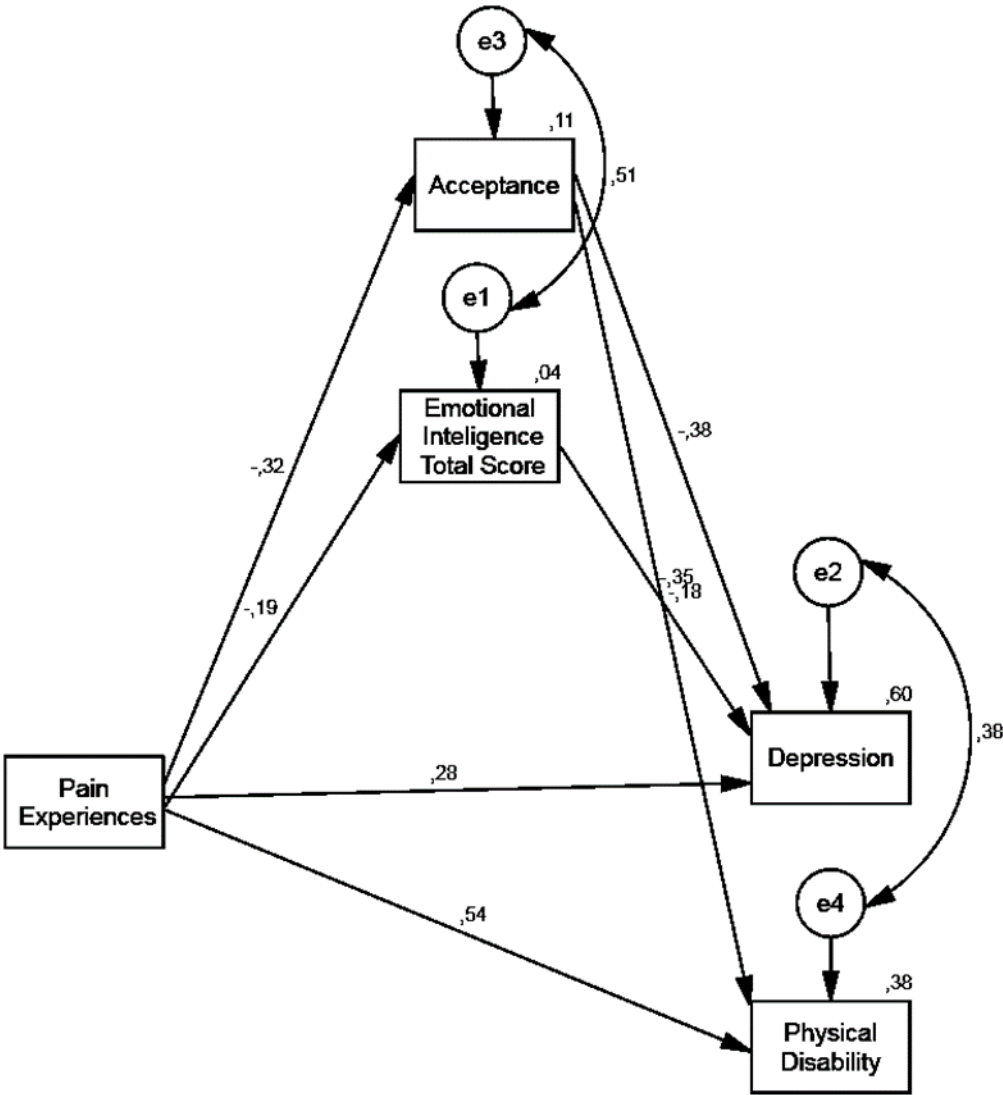 e3
,11
Acceptance
,51
e1
,04
Emotional
Inteligence
Total Score
-,32
-,38
-,19
-,35
-,18
e2
,60
Depression
,38
Pain
Experiences
,28
e4
,54
,38
Physical
Disability